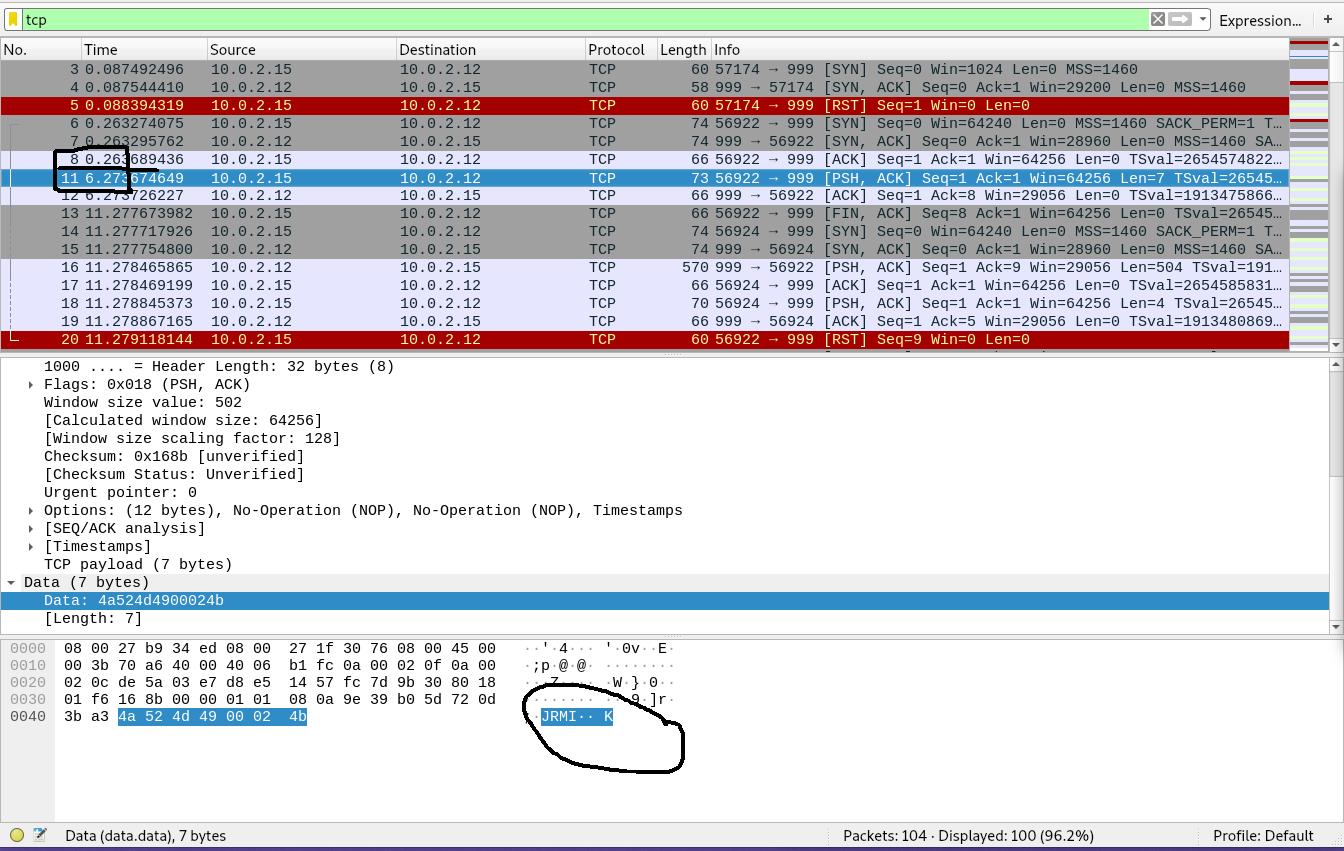 tcp
Expression…
+
No. Time Source Destination Protocol Length Info
3 0.087492496 10.0.2.15 10.0.2.12 TCP 60 57174 → 999 [SYN] Seq=0 Win=1024 Len=0 MSS=1460
4 0.087544410 10.0.2.12 10.0.2.15 TCP 58 999 → 57174 [SYN, ACK] Seq=0 Ack=1 Win=29200 Len=0 MSS=1460
5 0.088394319 10.0.2.15 10.0.2.12 TCP 60 57174 → 999 [RST] Seq=1 Win=0 Len=0
6 0.263274075 10.0.2.15 10.0.2.12 TCP 74 56922 → 999 [SYN] Seq=0 Win=64240 Len=0 MSS=1460 SACK_PERM=1 T…
7 0.263295762 10.0.2.12 10.0.2.15 TCP 74 999 → 56922 [SYN, ACK] Seq=0 Ack=1 Win=28960 Len=0 MSS=1460 SA…
8 0.263689436 10.0.2.15 10.0.2.12 TCP 66 56922 → 999 [ACK] Seq=1 Ack=1 Win=64256 Len=0 TSval=2654574822…
11 6.273674649 10.0.2.15 10.0.2.12 TCP 73 56922 → 999 [PSH, ACK] Seq=1 Ack=1 Win=64256 Len=7 TSval=26545…
12 6.273726227 10.0.2.12 10.0.2.15 TCP 66 999 → 56922 [ACK] Seq=1 Ack=8 Win=29056 Len=0 TSval=1913475866…
13 11.277673982 10.0.2.15 10.0.2.12 TCP 66 56922 → 999 [FIN, ACK] Seq=8 Ack=1 Win=64256 Len=0 TSval=26545…
14 11.277717926 10.0.2.15 10.0.2.12 TCP 74 56924 → 999 [SYN] Seq=0 Win=64240 Len=0 MSS=1460 SACK_PERM=1 T…
15 11.277754800 10.0.2.12 10.0.2.15 TCP 74 999 → 56924 [SYN, ACK] Seq=0 Ack=1 Win=28960 Len=0 MSS=1460 SA…
16 11.278465865 10.0.2.12 10.0.2.15 TCP 570 999 → 56922 [PSH, ACK] Seq=1 Ack=9 Win=29056 Len=504 TSval=191…
17 11.278469199 10.0.2.15 10.0.2.12 TCP 66 56924 → 999 [ACK] Seq=1 Ack=1 Win=64256 Len=0 TSval=2654585831…
18 11.278845373 10.0.2.15 10.0.2.12 TCP 70 56924 → 999 [PSH, ACK] Seq=1 Ack=1 Win=64256 Len=4 TSval=26545…
19 11.278867165 10.0.2.12 10.0.2.15 TCP 66 999 → 56924 [ACK] Seq=1 Ack=5 Win=29056 Len=0 TSval=1913480869…
20 11.279118144 10.0.2.15 10.0.2.12 TCP 60 56922 → 999 [RST] Seq=9 Win=0 Len=0
1000 .... = Header Length: 32 bytes (8)
Flags: 0x018 (PSH, ACK)
Window size value: 502
[Calculated window size: 64256]
[Window size scaling factor: 128]
Checksum: 0x168b [unverified]
[Checksum Status: Unverified]
Urgent pointer: 0
Options: (12 bytes), No-Operation (NOP), No-Operation (NOP), Timestamps
[SEQ/ACK analysis]
[Timestamps]
TCP payload (7 bytes)
Data (7 bytes)
Data: 4a524d4900024b
[Length: 7]
0000 08 00 27 b9 34 ed 08 00 27 1f 30 76 08 00 45 00 ··'·4··· '·0v··E·
0010 00 3b 70 a6 40 00 40 06 b1 fc 0a 00 02 0f 0a 00 ·;p·@·@· ········
0020 02 0c de 5a 03 e7 d8 e5 14 57 fc 7d 9b 30 80 18 ···Z···· ·W·}·0··
0030 01 f6 16 8b 00 00 01 01 08 0a 9e 39 b0 5d 72 0d ········ ···9·]r·
0040 3b a3 4a 52 4d 49 00 02 4b ;·JRMI·· K
Data (data.data), 7 bytes
Packets: 104 · Displayed: 100 (96.2%)
Profile: Default